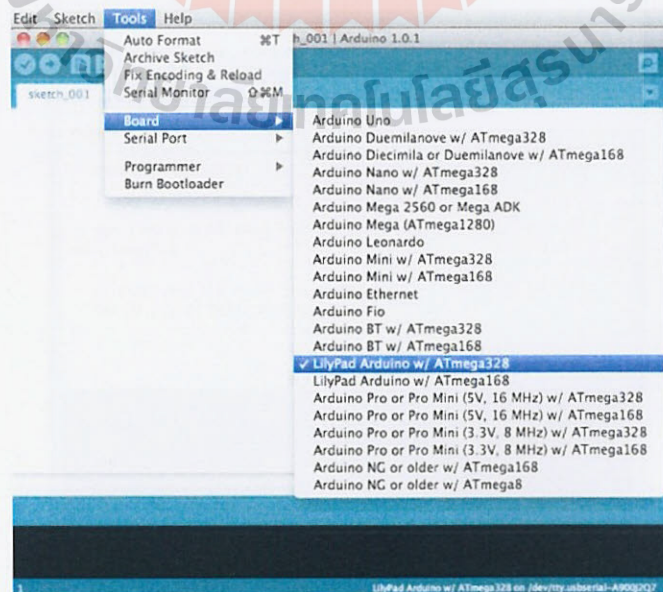 Edit Sketch Tools Help
h_001 | Arduino 1.0.1
Auto Format ⌘T
Archive Sketch
Fix Encoding & Reload
Serial Monitor ⇧⌘M
sketch_001
Board
Serial Port
Programmer
Burn Bootloader
Arduino Uno
Arduino Duemilanove w/ ATmega328
Arduino Diecimila or Duemilanove w/ ATmega168
Arduino Nano w/ ATmega328
Arduino Nano w/ ATmega168
Arduino Mega 2560 or Mega ADK
Arduino Mega (ATmega1280)
Arduino Leonardo
Arduino Mini w/ ATmega328
Arduino Mini w/ ATmega168
Arduino Ethernet
Arduino Fio
Arduino BT w/ ATmega328
Arduino BT w/ ATmega168
✓ LilyPad Arduino w/ ATmega328
LilyPad Arduino w/ ATmega168
Arduino Pro or Pro Mini (5V, 16 MHz) w/ ATmega328
Arduino Pro or Pro Mini (5V, 16 MHz) w/ ATmega168
Arduino Pro or Pro Mini (3.3V, 8 MHz) w/ ATmega328
Arduino Pro or Pro Mini (3.3V, 8 MHz) w/ ATmega168
Arduino NG or older w/ ATmega168
Arduino NG or older w/ ATmega8
1
LilyPad Arduino w/ ATmega328 on /dev/tty.usbserial-A900J2Q7